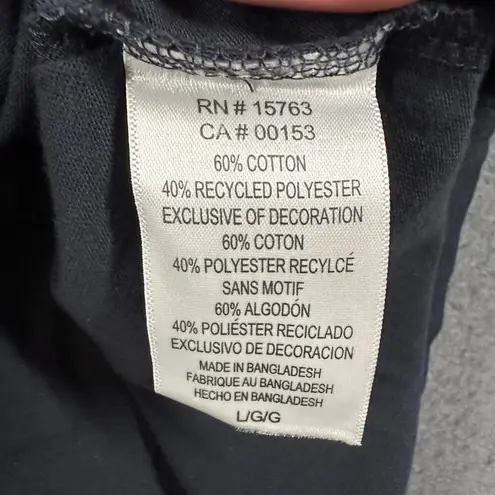 RN # 15763
CA # 00153
60% COTTON
40% RECYCLED POLYESTER
EXCLUSIVE OF DECORATION
60% COTON
40% POLYESTER RECYLCÉ
SANS MOTIF
60% ALGODÓN
40% POLIÉSTER RECICLADO
EXCLUSIVO DE DECORACION
MADE IN BANGLADESH
FABRIQUE AU BANGLADESH
HECHO EN BANGLADESH
L/G/G